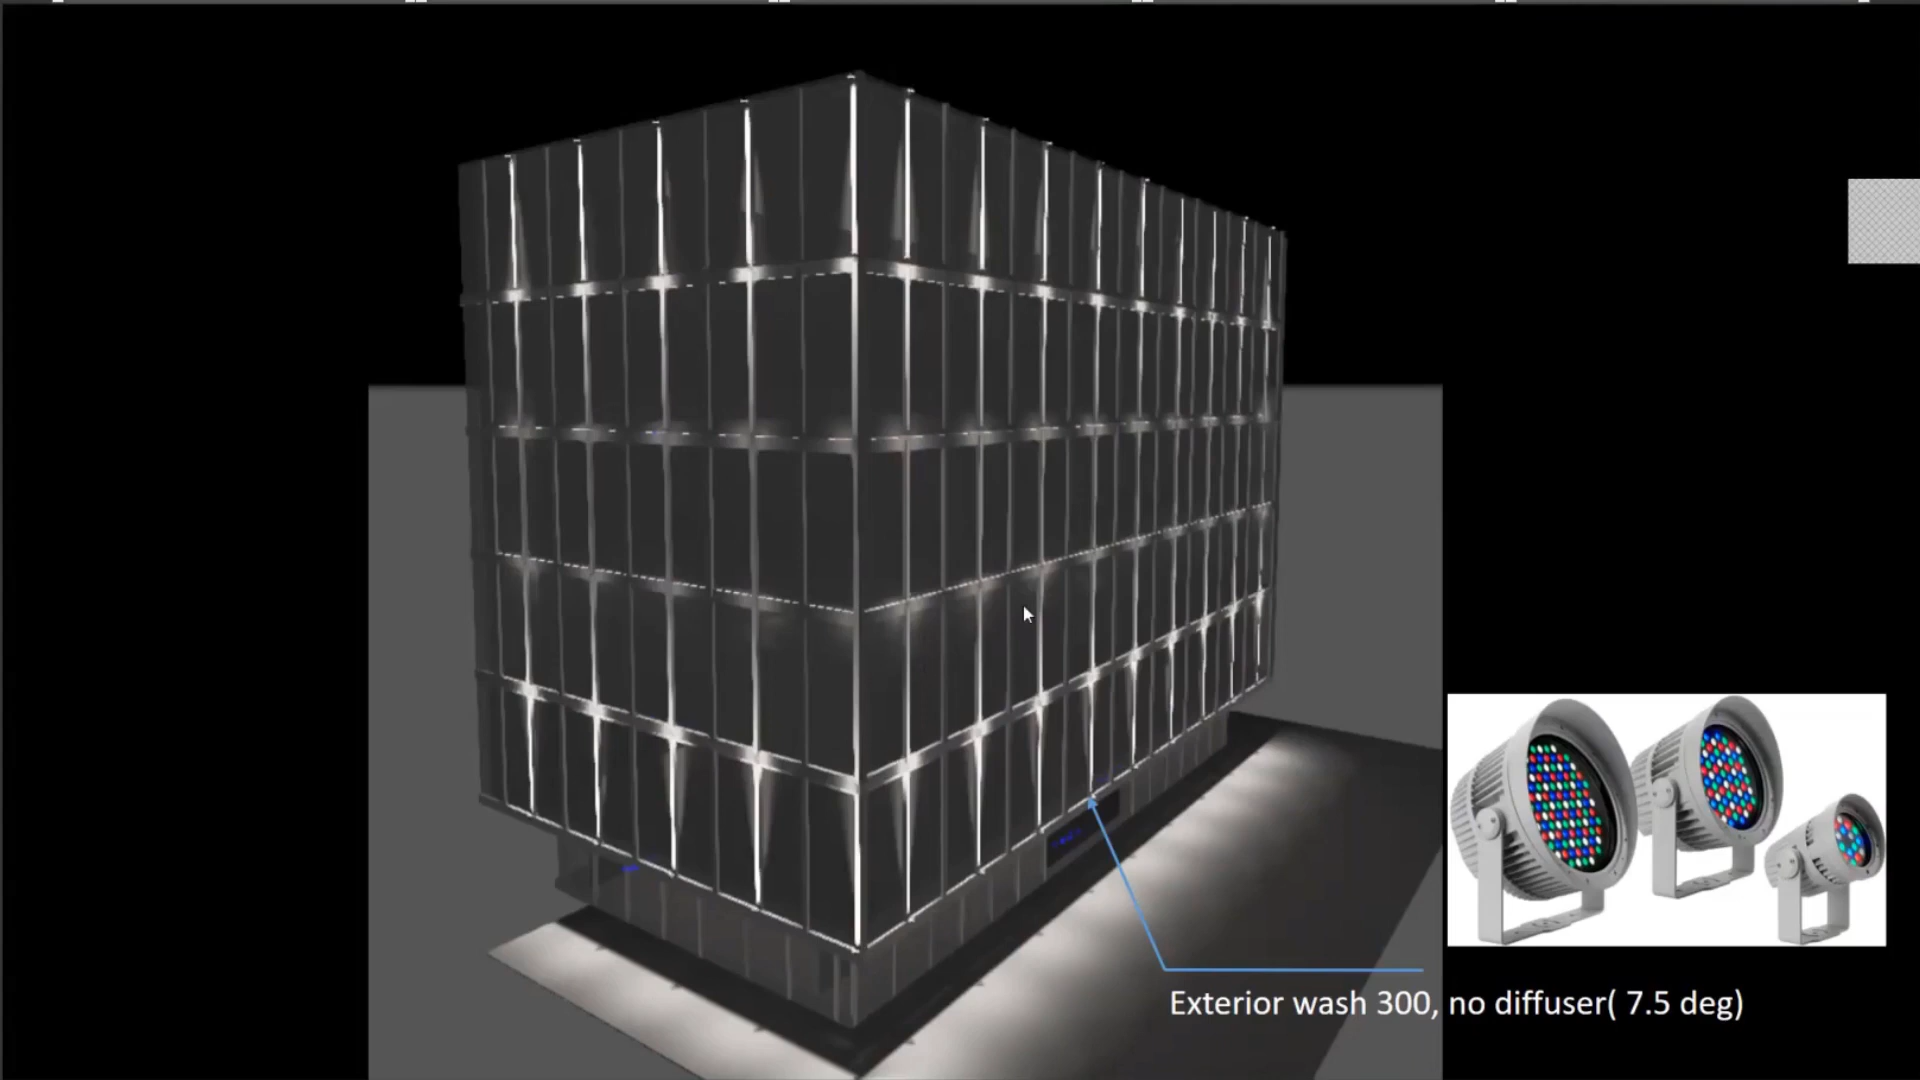 Exterior wash 300, no diffuser( 7.5 deg)